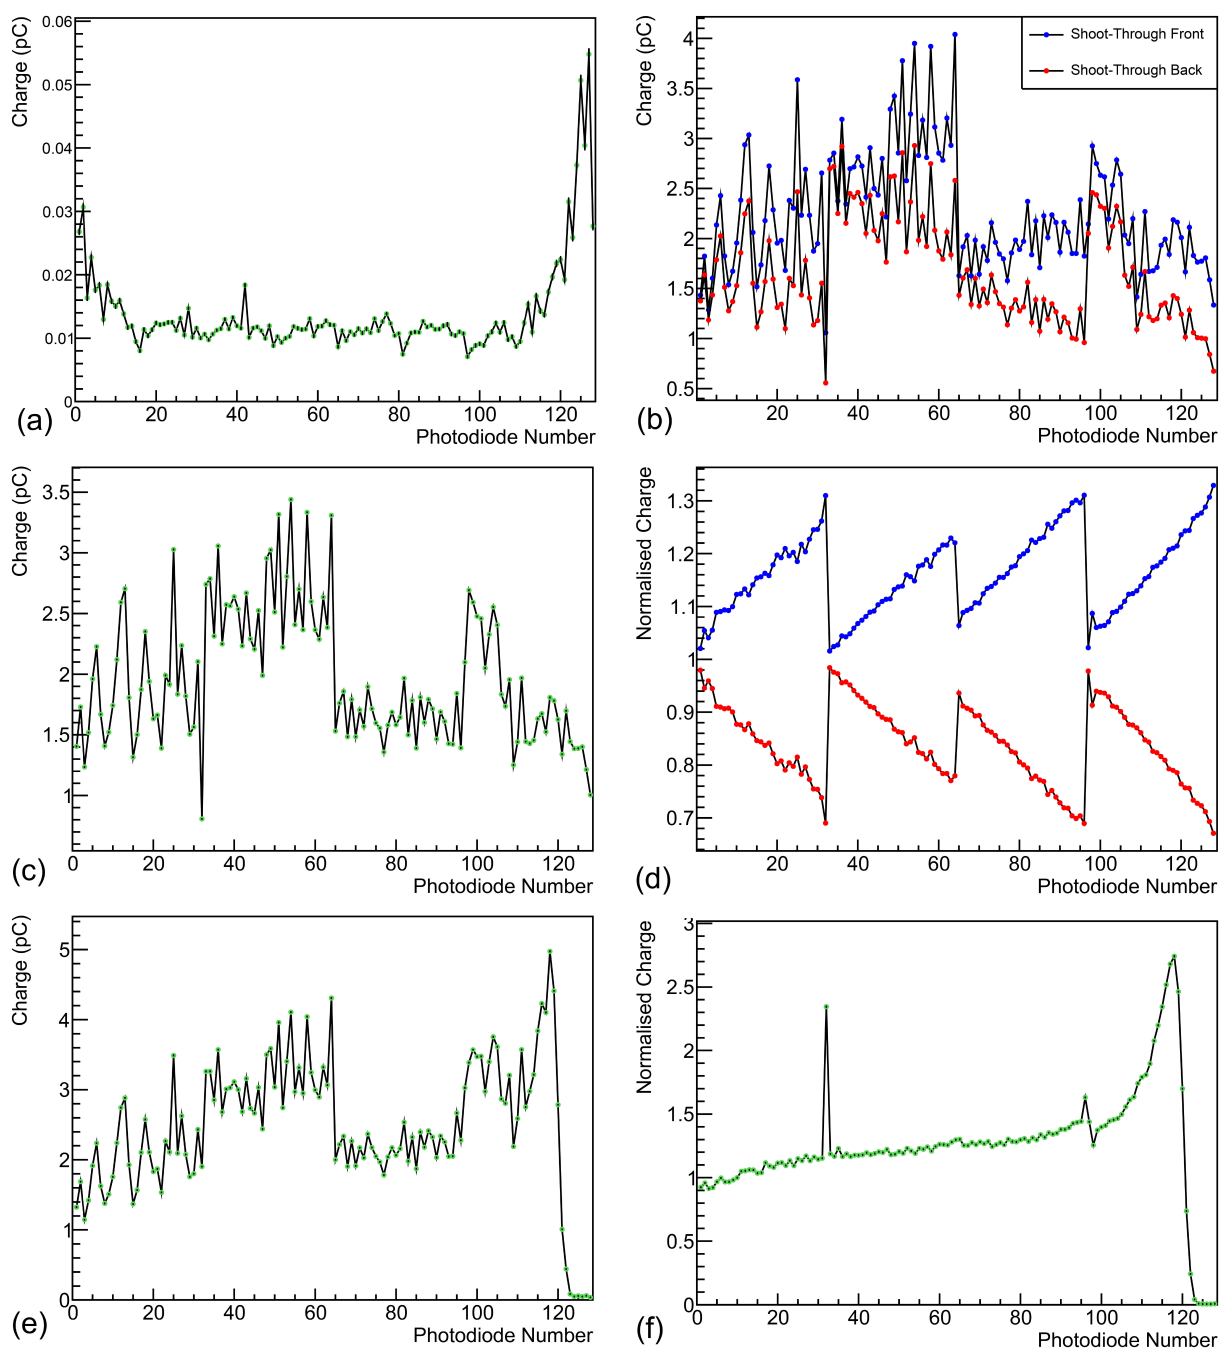 Charge (pC)
0.06
0.05
0.04
0.03
0.02
0.01
0
0 20 40 60 80 100 120
Photodiode Number
(a)
Charge (pC)
4
3.5
3
2.5
2
1.5
1
0.5
Shoot-Through Front
Shoot-Through Back
20 40 60 80 100 120
Photodiode Number
(b)
Charge (pC)
3.5
3
2.5
2
1.5
1
0 20 40 60 80 100 120
Photodiode Number
(c)
Normalised Charge
1.3
1.2
1.1
1
0.9
0.8
0.7
20 40 60 80 100 120
Photodiode Number
(d)
Charge (pC)
5
4
3
2
1
0
0 20 40 60 80 100 120
Photodiode Number
(e)
Normalised Charge
3
2.5
2
1.5
1
0.5
0
0 20 40 60 80 100 120
Photodiode Number
(f)